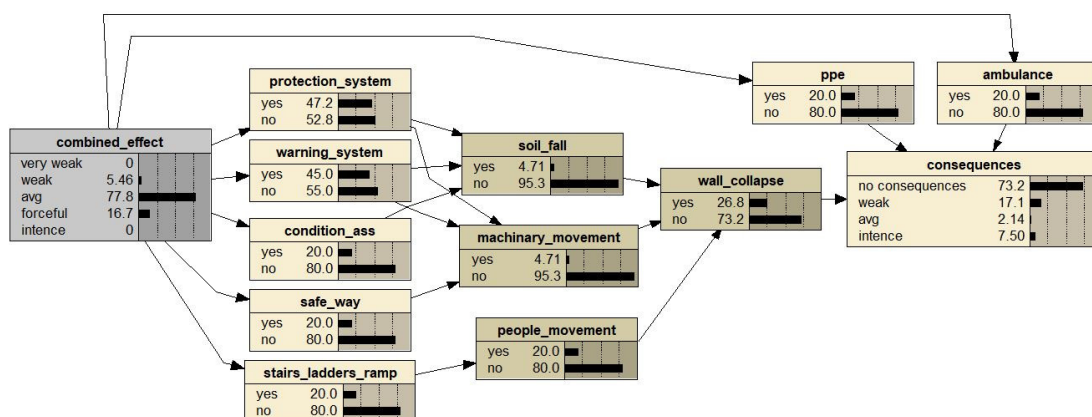 combined_effect
very weak 0
weak 5.46
avg 77.8
forceful 16.7
intence 0
protection_system
yes 47.2
no 52.8
warning_system
yes 45.0
no 55.0
condition_ass
yes 20.0
no 80.0
safe_way
yes 20.0
no 80.0
stairs_ladders_ramp
yes 20.0
no 80.0
soil_fall
yes 4.71
no 95.3
machinary_movement
yes 4.71
no 95.3
people_movement
yes 20.0
no 80.0
wall_collapse
yes 26.8
no 73.2
ppe
yes 20.0
no 80.0
ambulance
yes 20.0
no 80.0
consequences
no consequences 73.2
weak 17.1
avg 2.14
intence 7.50